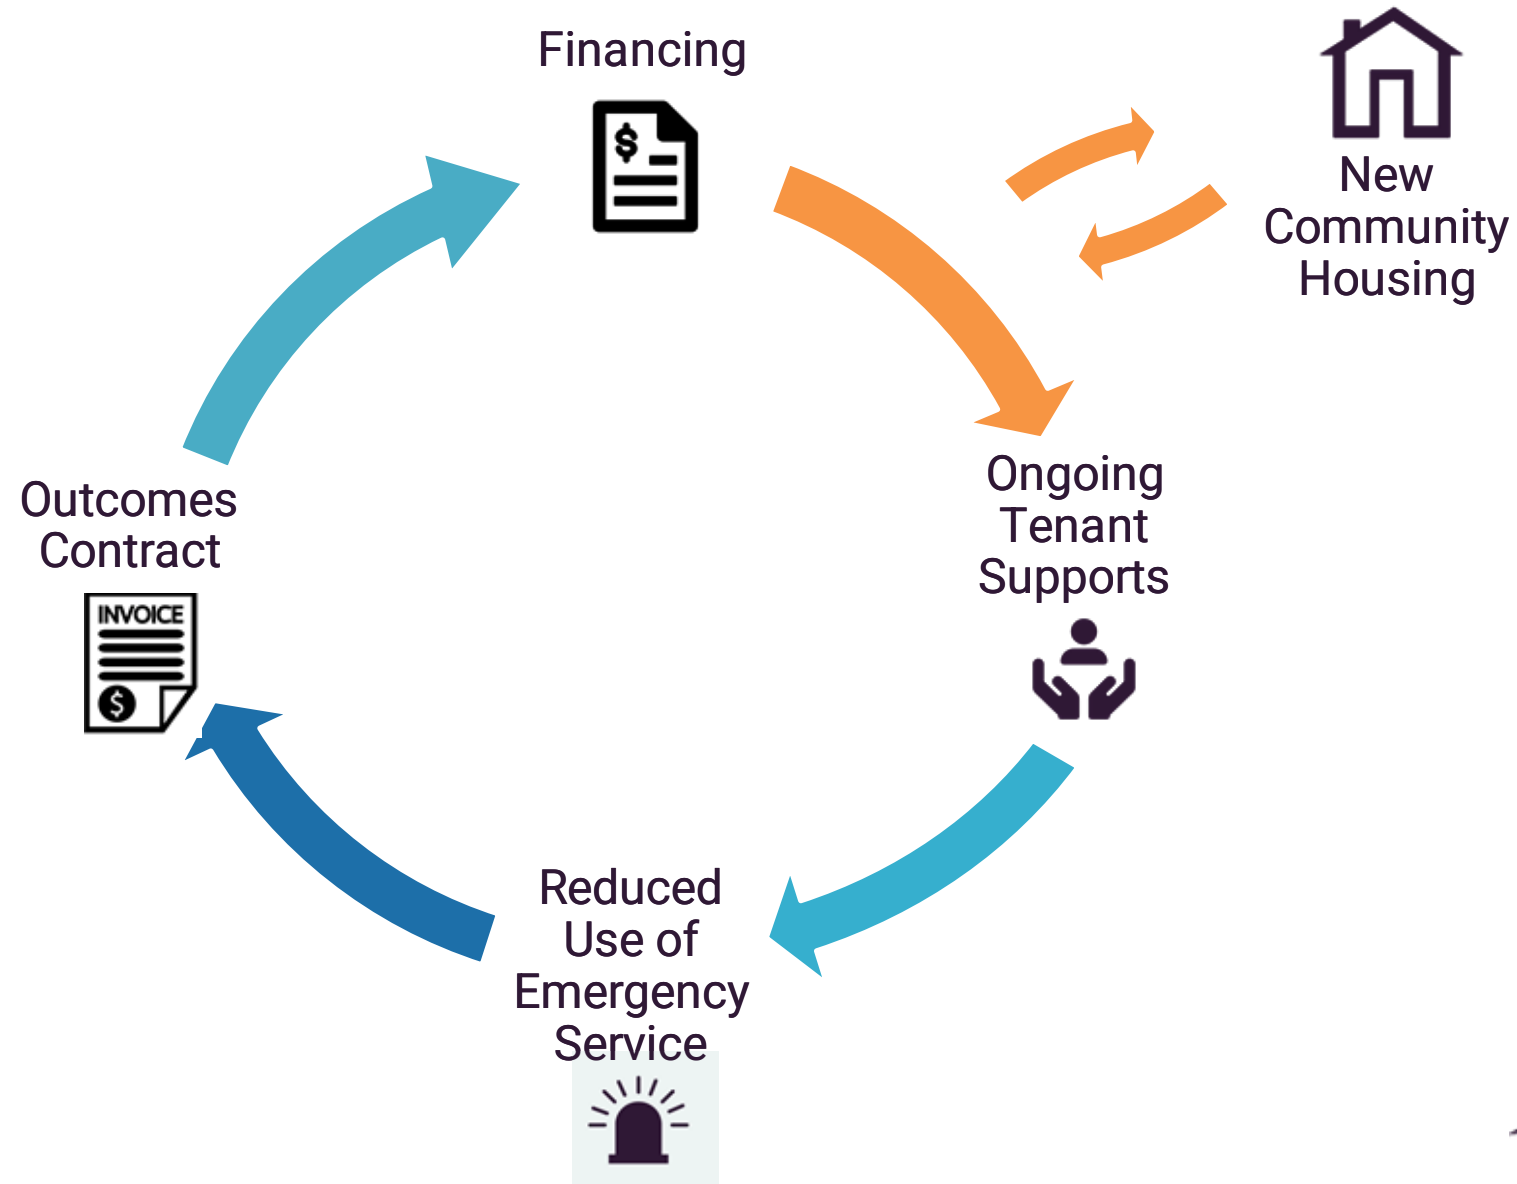 Financing
$
New
Community
Housing
Ongoing
Tenant
Supports
Outcomes
Contract
INVOICE
$
Reduced
Use of
Emergency
Service